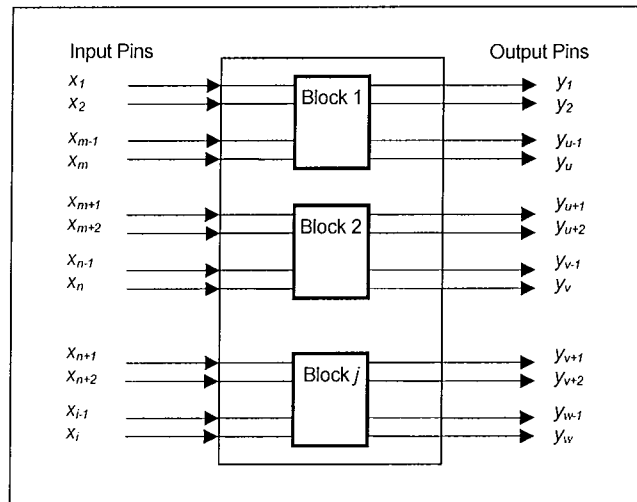 Input Pins Output Pins
x1 y1
x2 Block 1 y2
xm-1 yu-1
xm yu
xm+1 yu+1
xm+2 Block 2 yu+2
xn-1 yv-1
xn yv
xn+1 yv+1
xn+2 Block j yv+2
xi-1 yw-1
xi yw